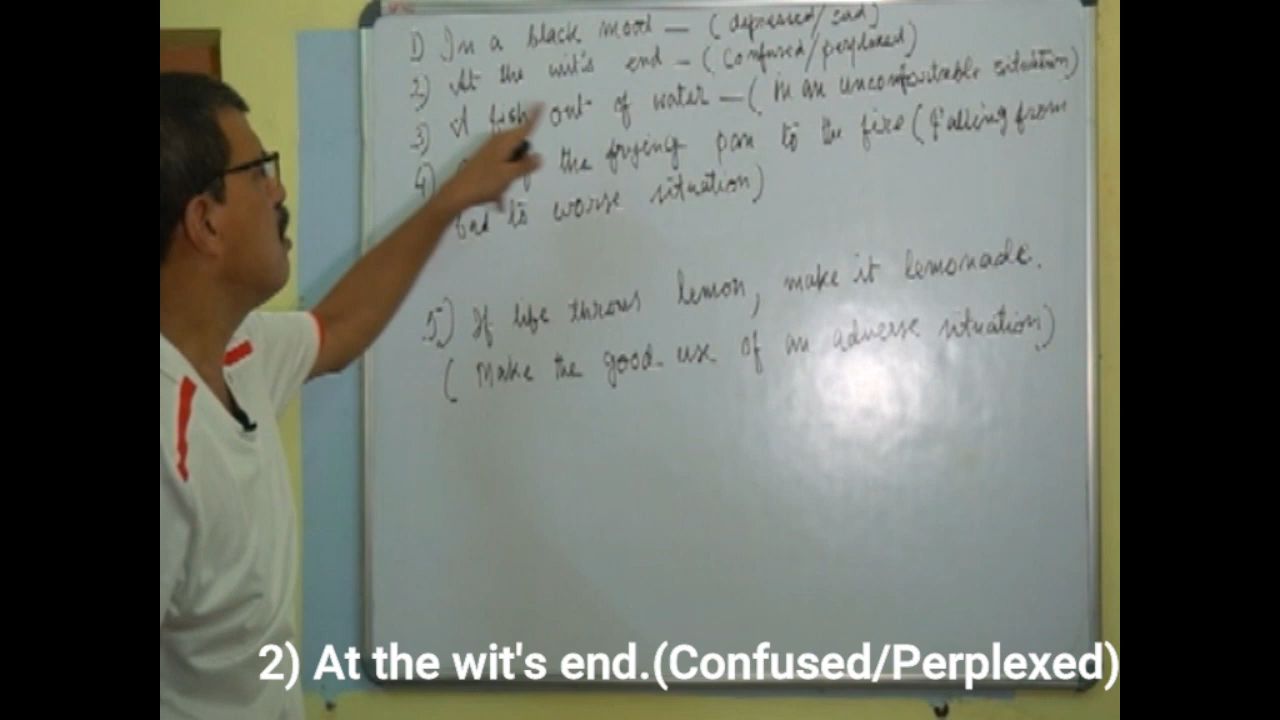 1) In a black mood — (depressed/sad)
2) At the wit's end — (Confused/perplexed)
3) A fish out of water — (in an uncomfortable situation)
4) the frying pan to the fire (Falling from
bad to worse situation)
5) If life throws lemon, make it lemonade.
(Make the good use of an adverse situation)
2) At the wit's end.(Confused/Perplexed)